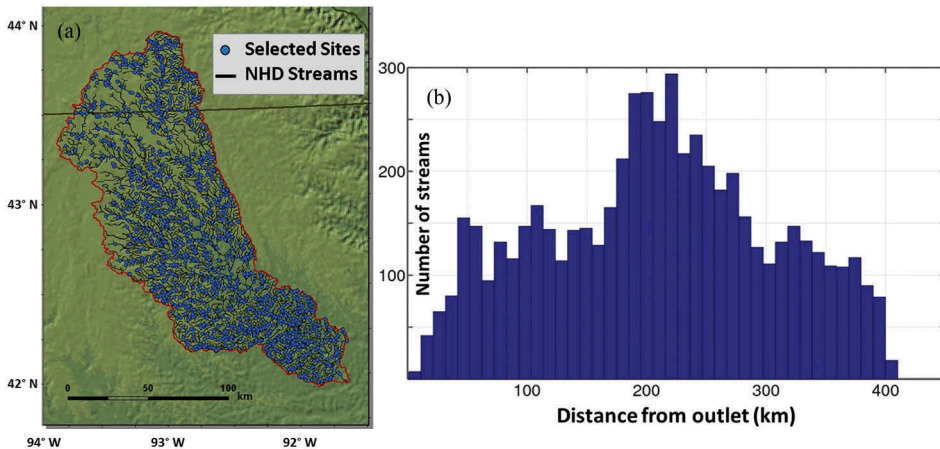 (a)
Selected Sites
NHD Streams
44° N
43° N
42° N
0 50 100
km
94° W
93° W
92° W
(b)
Number of streams
300
200
100
100 200 300 400
Distance from outlet (km)